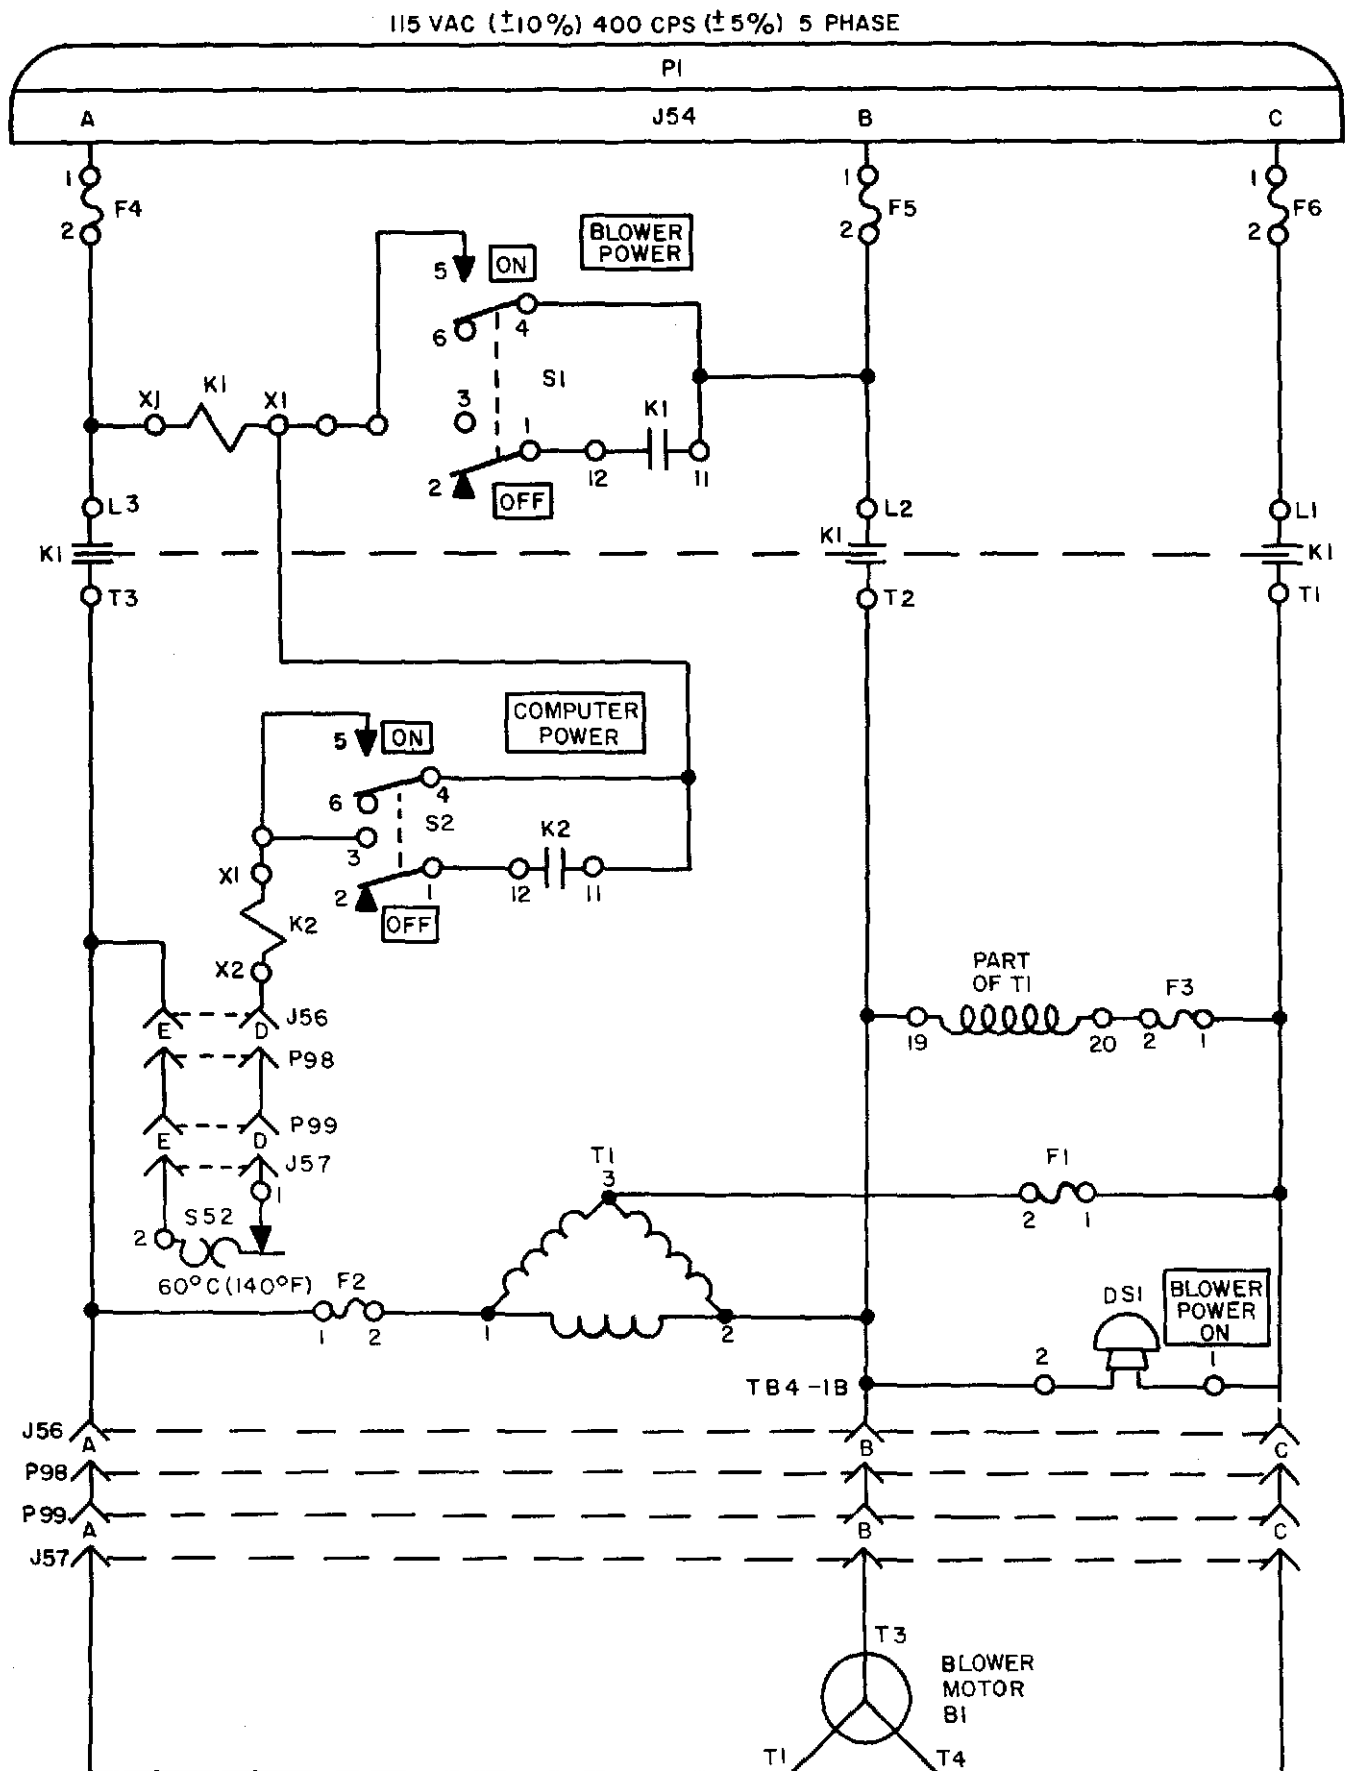 115 VAC (±10%) 400 CPS (±5%) 5 PHASE
P1
A J54 B C
1 1 1
F4 F5 F6
2 2 2
BLOWER
POWER
5 ON
6 4
K1 S1
X1 X1 3 1 K1
2 12 11
OFF
L3 L2 L1
K1 K1 K1
T3 T2 T1
COMPUTER
POWER
5 ON
6 4
S2 K2
3
X1 2 1 12 11
K2 OFF
X2
PART
OF T1 F3
E D J56
19 20 2 1
P98
P99
E D
J57
T1 F1
3
1
2 1
S52
2
60°C (140°F) F2
1 2 1 2
DS1 BLOWER
POWER
ON
2 1
TB4-1B
J56
A B C
P98
P99
A B C
J57
T3
BLOWER
MOTOR
B1
T1 T4